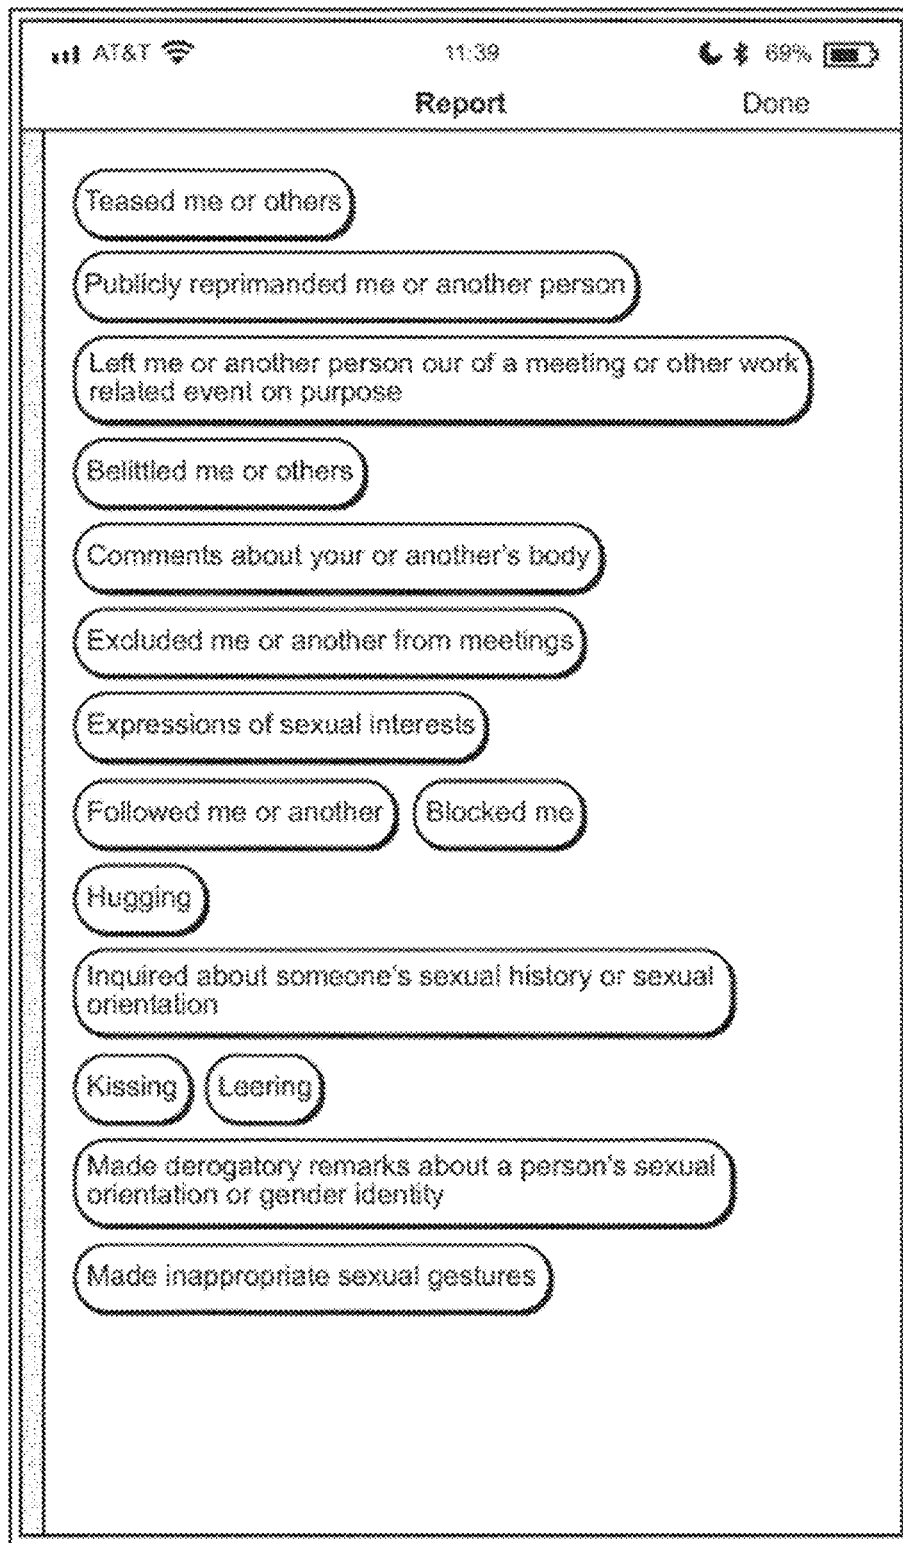 AT&T 11:39 69%
Report Done
Teased me or others
Publicly reprimanded me or another person
Left me or another person our of a meeting or other work
related event on purpose
Belittled me or others
Comments about your or another's body
Excluded me or another from meetings
Expressions of sexual interests
Followed me or another Blocked me
Hugging
Inquired about someone's sexual history or sexual
orientation
Kissing Leering
Made derogatory remarks about a person's sexual
orientation or gender identity
Made inappropriate sexual gestures